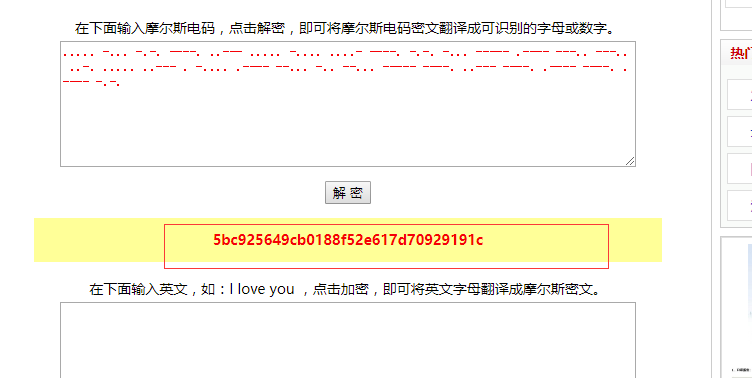 在下面输入摩尔斯电码，点击解密，即可将摩尔斯电码密文翻译成可识别的字母或数字。
..... -... -.-. ----. ..--- ..... -.... ....- ----. -.-. -... ----- .---- ---.. ---..
..-. ..... ..--- . -.... .---- --... -.. --... ----- ----. ..--- ----. .---- ----. .
---- -.-.
解 密
5bc925649cb0188f52e617d70929191c
在下面输入英文，如：I love you ，点击加密，即可将英文字母翻译成摩尔斯密文。
热门